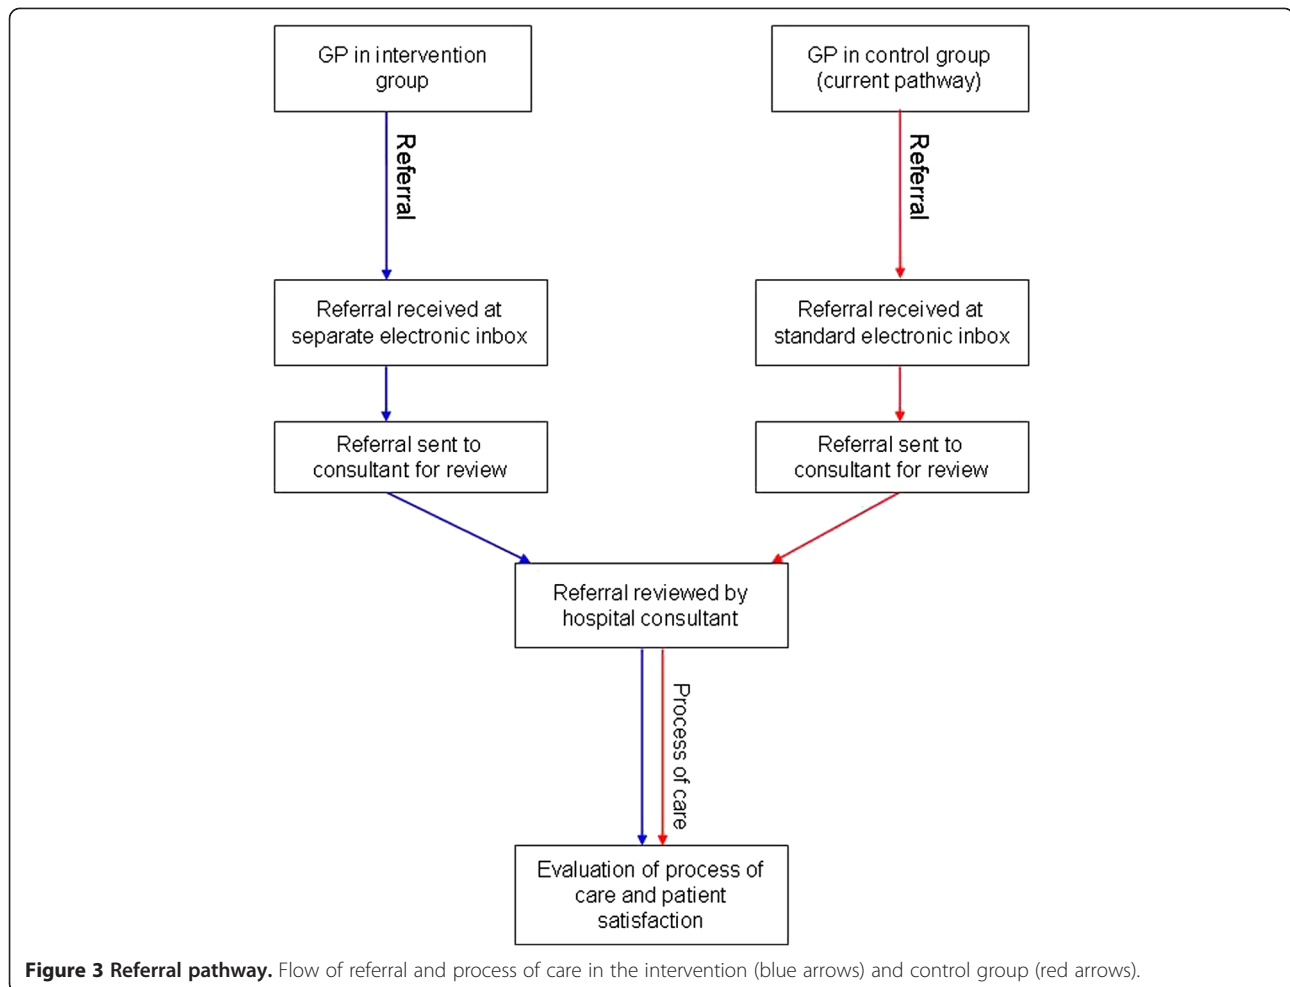 GP in intervention
group
GP in control group
(current pathway)
Referral
Referral
Referral received at
separate electronic inbox
Referral received at
standard electronic inbox
Referral sent to
consultant for review
Referral sent to
consultant for review
Referral reviewed by
hospital consultant
Process of care
Evaluation of process of
care and patient
satisfaction
Figure 3 Referral pathway. Flow of referral and process of care in the intervention (blue arrows) and control group (red arrows).